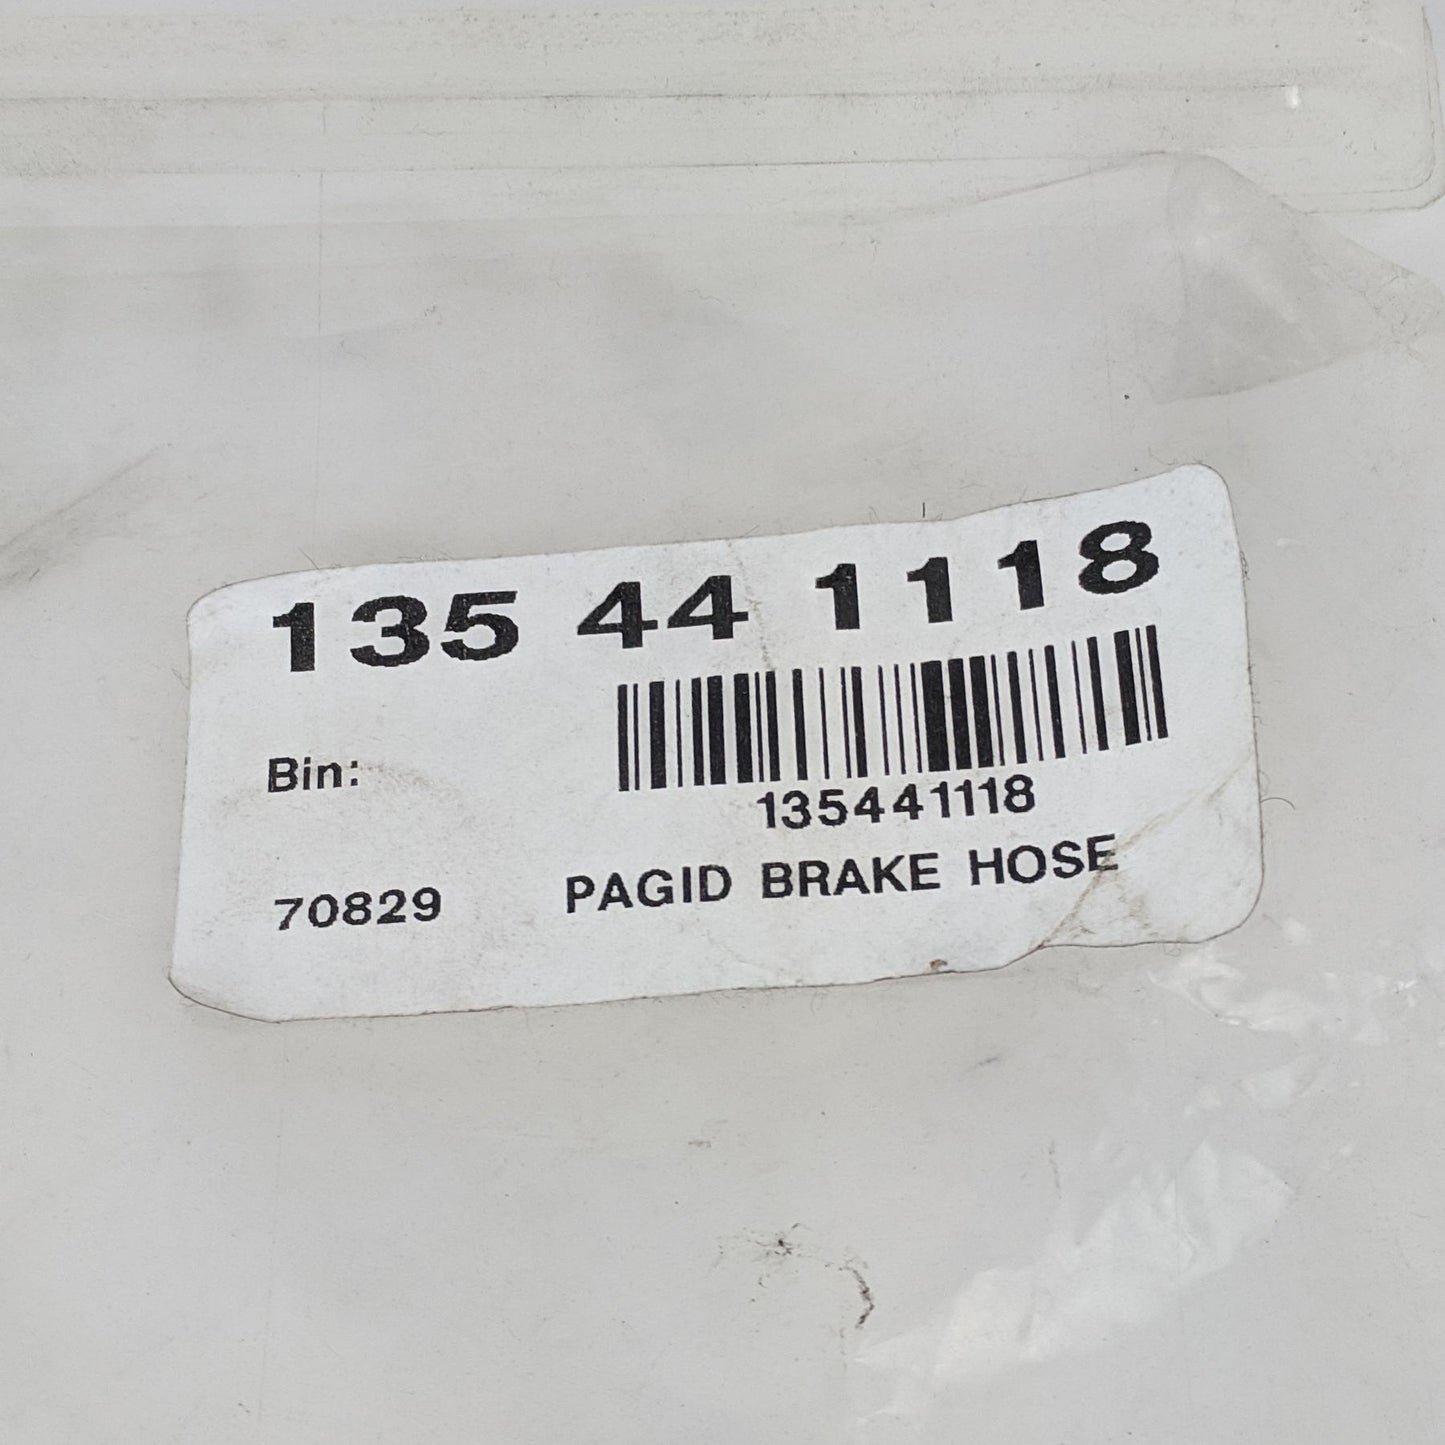 135 44 1118
Bin:
135441118
70829 PAGID BRAKE HOSE